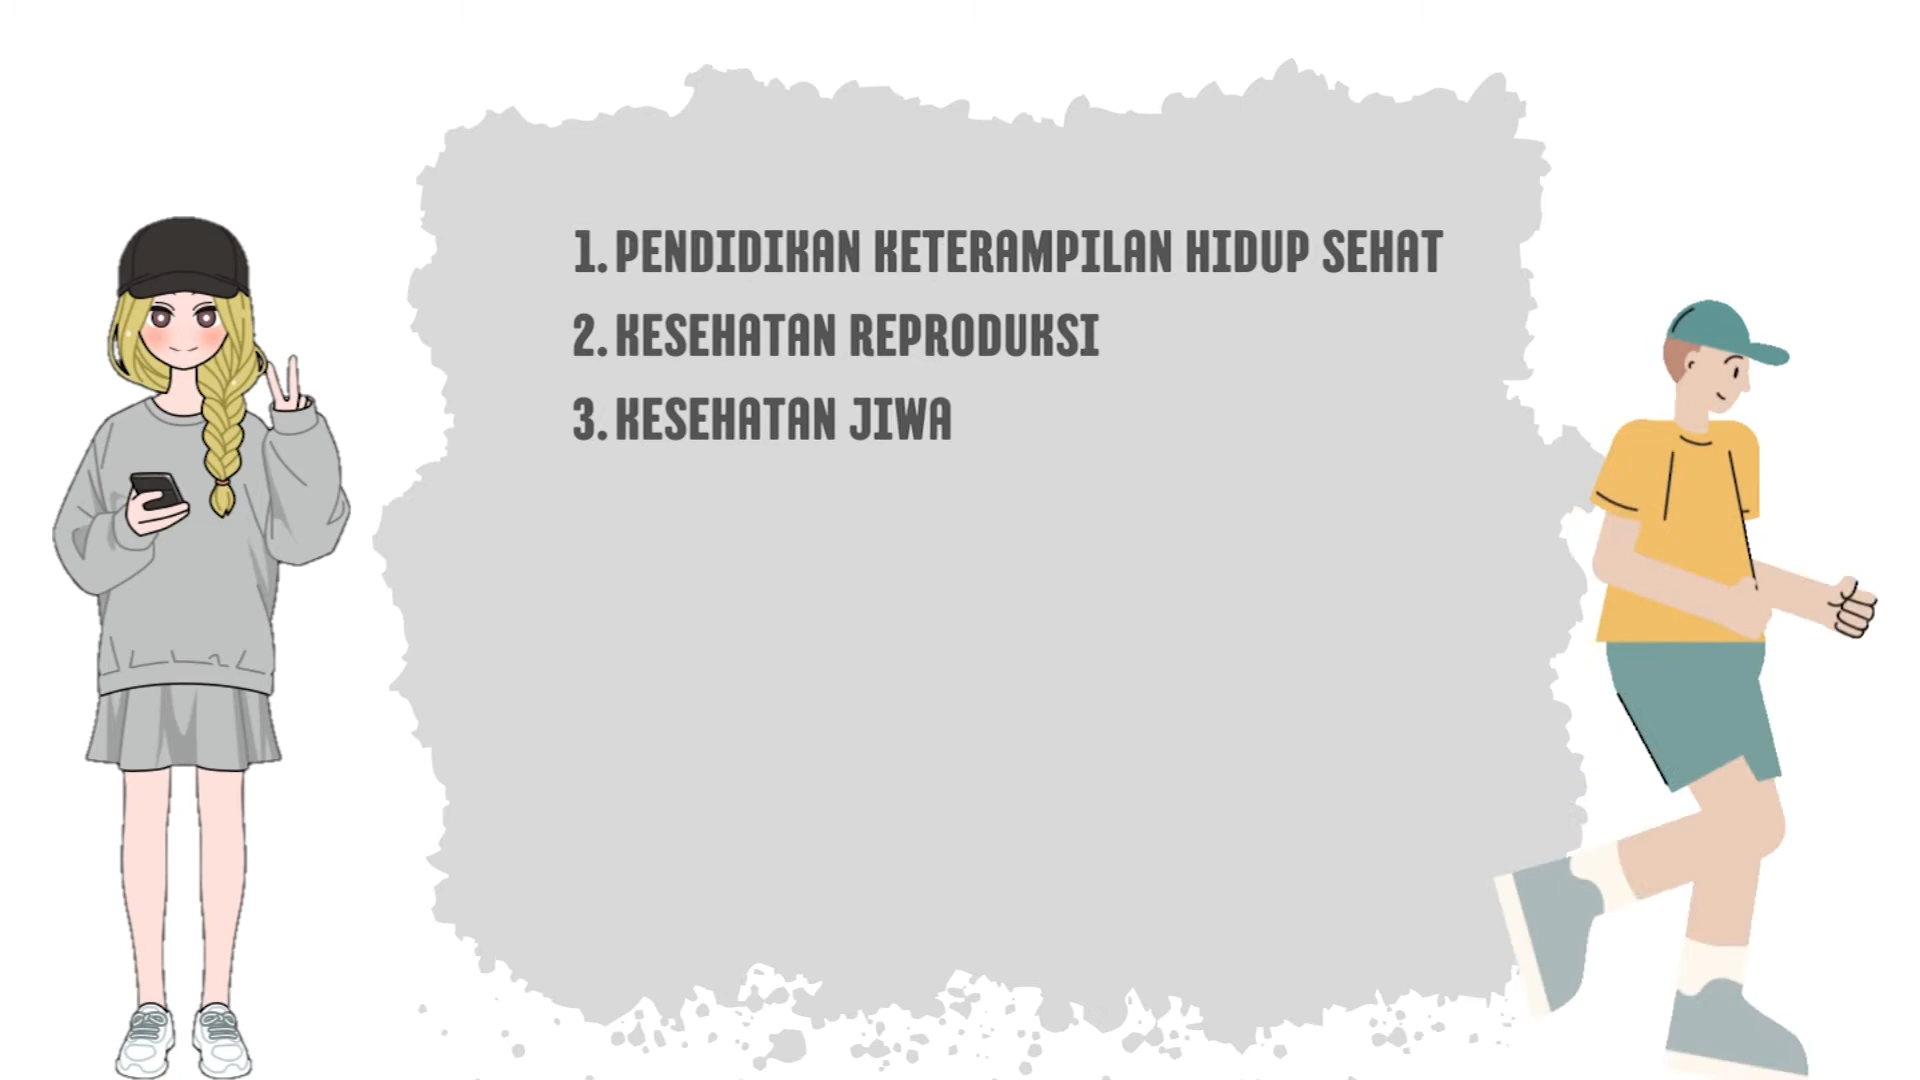 1. PENDIDIKAN KETERAMPILAN HIDUP SEHAT
2. KESEHATAN REPRODUKSI
3. KESEHATAN JIWA